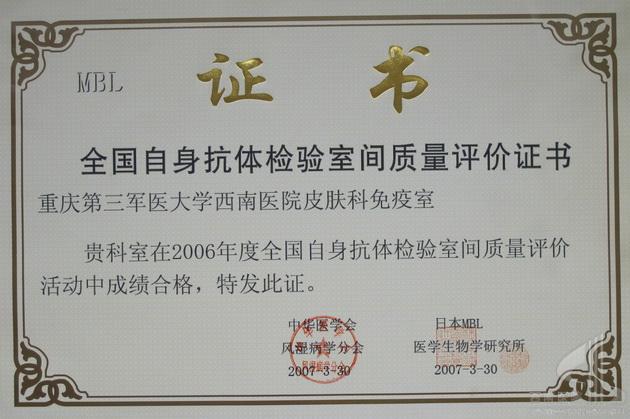 MBL
证 书
全国自身抗体检验室间质量评价证书
重庆第三军医大学西南医院皮肤科免疫室
贵科室在2006年度全国自身抗体检验室间质量评价
活动中成绩合格，特发此证。
中华医学会
风湿病学分会
2007-3-30
日本MBL
医学生物学研究所
2007-3-30